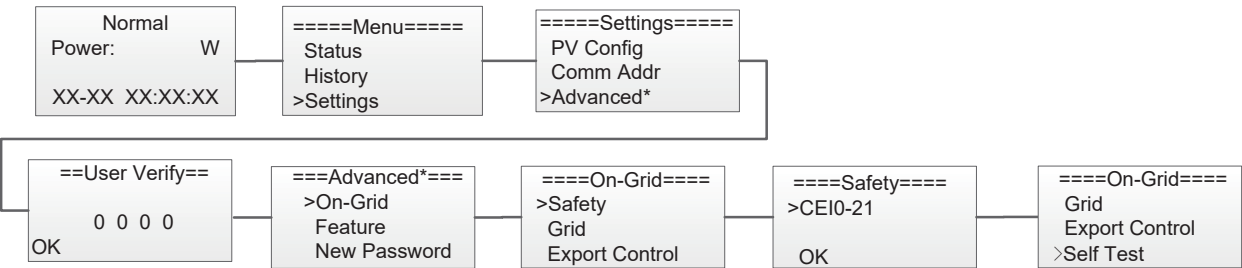 Normal
Power: W
XX-XX XX:XX:XX
=====Menu=====
Status
History
>Settings
=====Settings=====
PV Config
Comm Addr
>Advanced*
==User Verify==
0 0 0 0
OK
===Advanced*===
>On-Grid
Feature
New Password
====On-Grid====
>Safety
Grid
Export Control
====Safety====
>CEI0-21
OK
====On-Grid====
Grid
Export Control
>Self Test